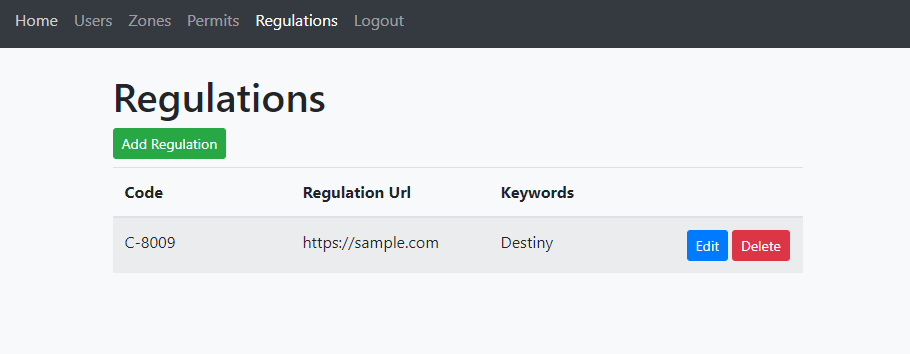 Home Users Zones Permits Regulations Logout
Regulations
Add Regulation
Code Regulation Url Keywords
C-8009 https://sample.com Destiny Edit Delete